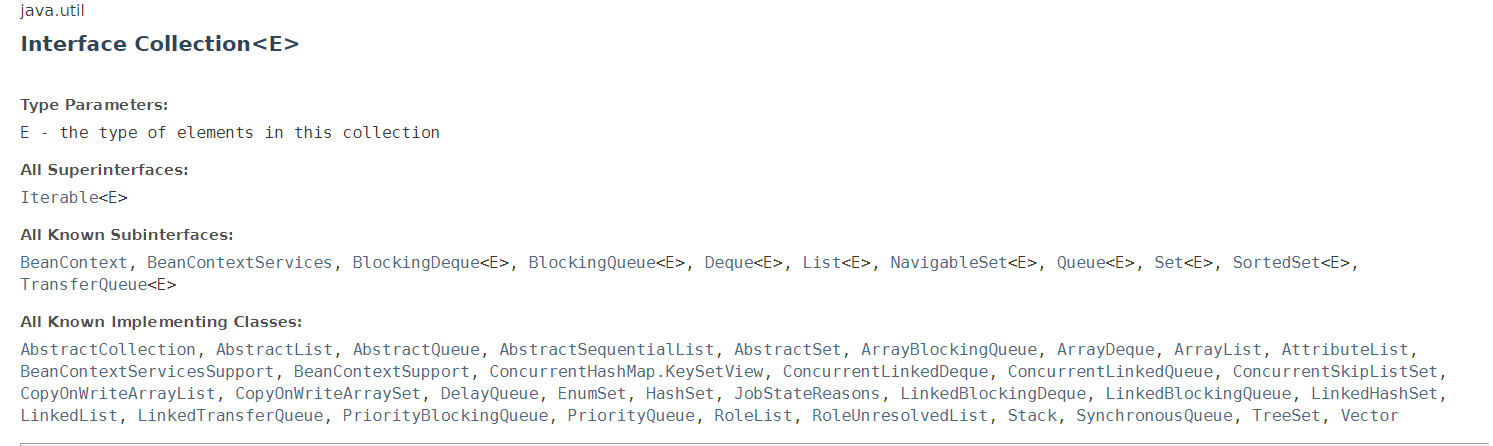 java.util
Interface Collection<E>
Type Parameters:
E - the type of elements in this collection
All Superinterfaces:
Iterable<E>
All Known Subinterfaces:
BeanContext, BeanContextServices, BlockingDeque<E>, BlockingQueue<E>, Deque<E>, List<E>, NavigableSet<E>, Queue<E>, Set<E>, SortedSet<E>,
TransferQueue<E>
All Known Implementing Classes:
AbstractCollection, AbstractList, AbstractQueue, AbstractSequentialList, AbstractSet, ArrayBlockingQueue, ArrayDeque, ArrayList, AttributeList,
BeanContextServicesSupport, BeanContextSupport, ConcurrentHashMap.KeySetView, ConcurrentLinkedDeque, ConcurrentLinkedQueue, ConcurrentSkipListSet,
CopyOnWriteArrayList, CopyOnWriteArraySet, DelayQueue, EnumSet, HashSet, JobStateReasons, LinkedBlockingDeque, LinkedBlockingQueue, LinkedHashSet,
LinkedList, LinkedTransferQueue, PriorityBlockingQueue, PriorityQueue, RoleList, RoleUnresolvedList, Stack, SynchronousQueue, TreeSet, Vector